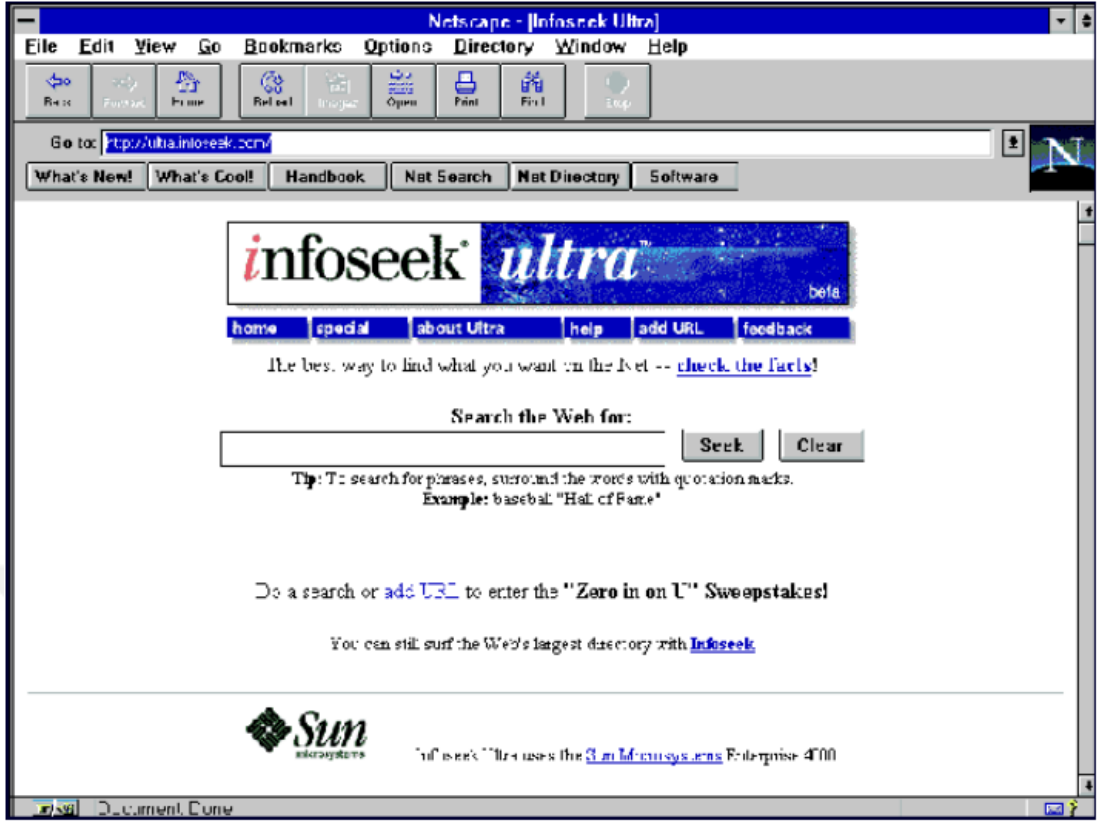 Netscape - [Infoseek Ultra]
File Edit View Go Bookmarks Options Directory Window Help
Back Forward Home Reload Images Open Print Find Stop
Go to: http://ultra.infoseek.com/
N
What's New! What's Cool! Handbook Net Search Net Directory Software
infoseek® ultra™
beta
home special about Ultra help add URL feedback
The best way to find what you want on the Net -- check the facts!
Search the Web for:
Seek Clear
Tip: To search for phrases, surround the words with quotation marks.
Example: baseball "Hall of Fame"
Do a search or add URL to enter the "Zero in on U" Sweepstakes!
You can still surf the Web's largest directory with Infoseek
Sun
microsystems
Infoseek Ultra uses the Sun Microsystems Enterprise 4000
Document: Done